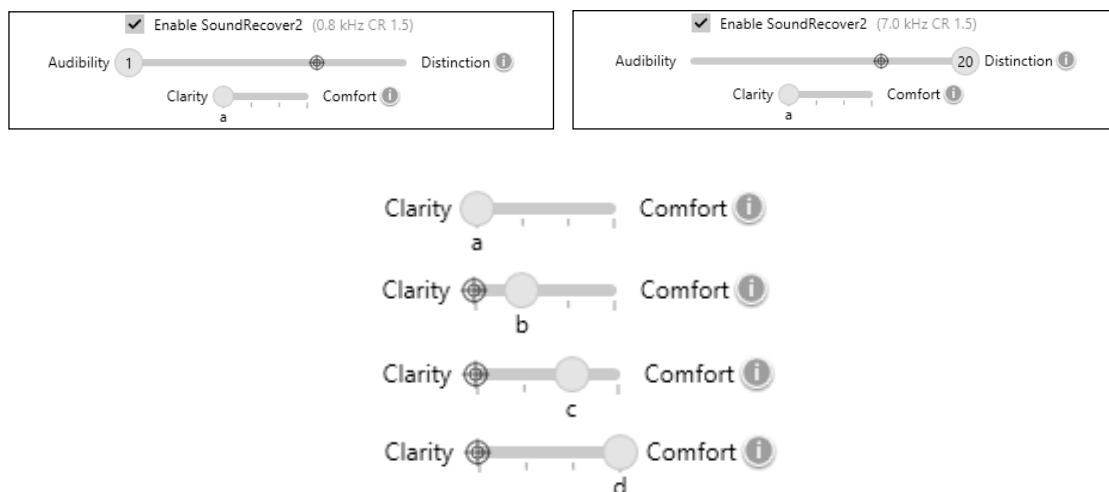 Enable SoundRecover2 (0.8 kHz CR 1.5)
Audibility 1 Distinction i
Clarity Comfort i
a
Enable SoundRecover2 (7.0 kHz CR 1.5)
Audibility 20 Distinction i
Clarity Comfort i
a
Clarity Comfort i
a
Clarity Comfort i
b
Clarity Comfort i
c
Clarity Comfort i
d